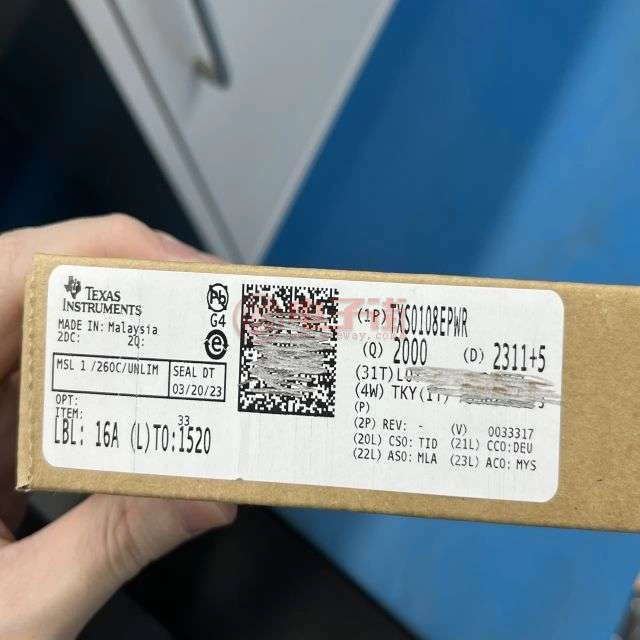 TEXAS
INSTRUMENTS
MADE IN: Malaysia
2DC: 2Q:
MSL 1 /260C/UNLIM
SEAL DT
03/20/23
OPT:
ITEM:
33
LBL: 16A (L)TO:1520
Pb
G4
e
(1P) TXS0108EPWR
(Q) 2000 (D) 2311+5
(31T)LO
(4W) TKY(1T)
(P)
(2P) REV: - (V) 0033317
(20L) CSO: TID (21L) CCO:DEU
(22L) ASO: MLA (23L) ACO: MYS